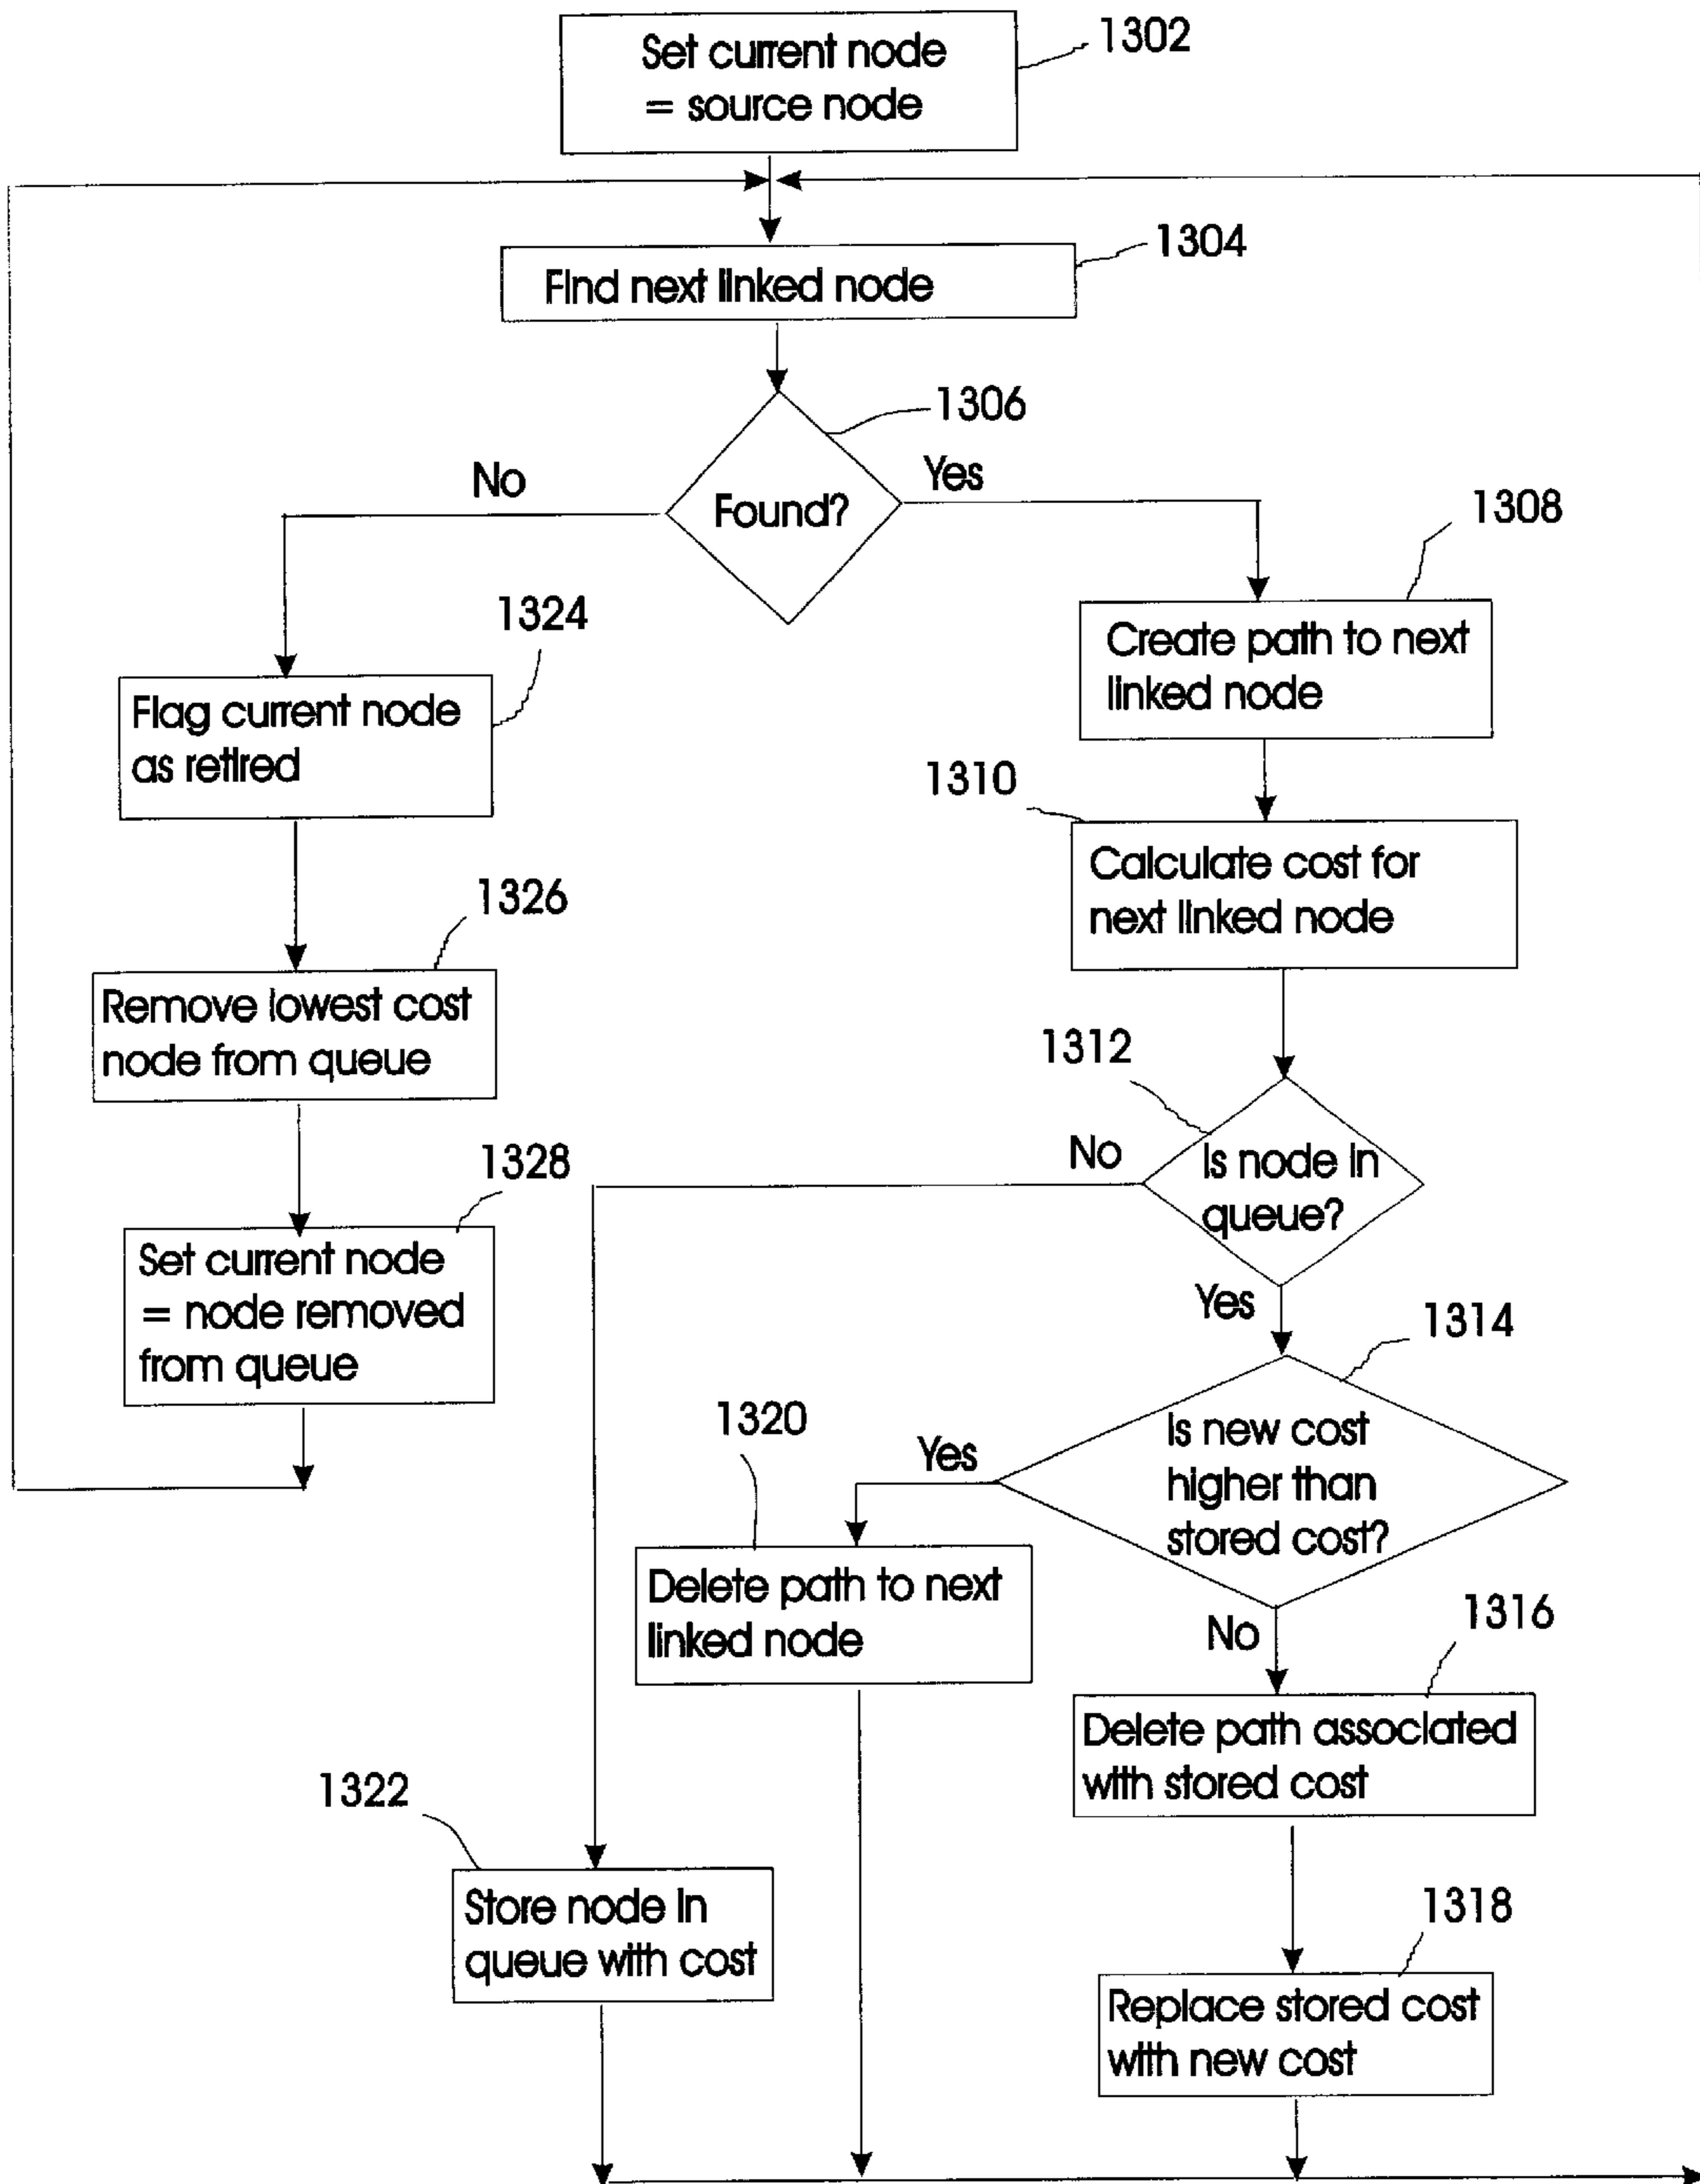 Set current node
= source node
1302
Find next linked node
1304
1306
Found?
No
Yes
1308
Create path to next
linked node
1324
Flag current node
as retired
1310
Calculate cost for
next linked node
1326
Remove lowest cost
node from queue
1312
Is node in
queue?
No
Yes
1328
Set current node
= node removed
from queue
1314
Is new cost
higher than
stored cost?
Yes
No
1320
Delete path to next
linked node
1316
Delete path associated
with stored cost
1322
Store node in
queue with cost
1318
Replace stored cost
with new cost